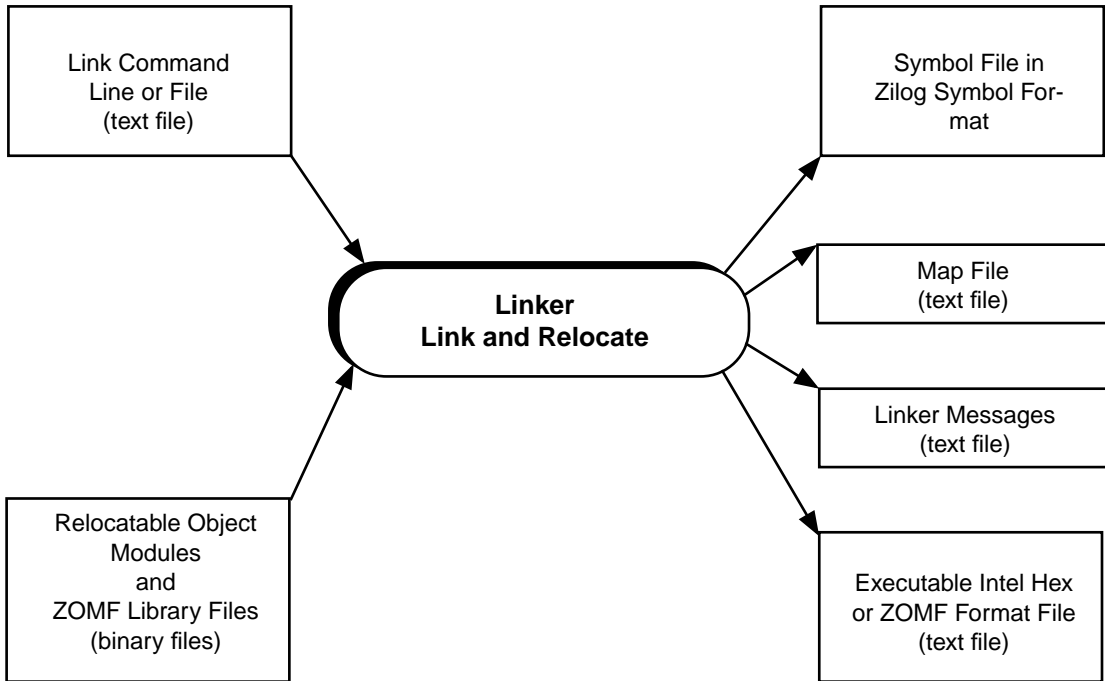 Link Command
Line or File
(text file)
Symbol File in
Zilog Symbol For-
mat
Map File
(text file)
Linker
Link and Relocate
Linker Messages
(text file)
Relocatable Object
Modules
and
ZOMF Library Files
(binary files)
Executable Intel Hex
or ZOMF Format File
(text file)